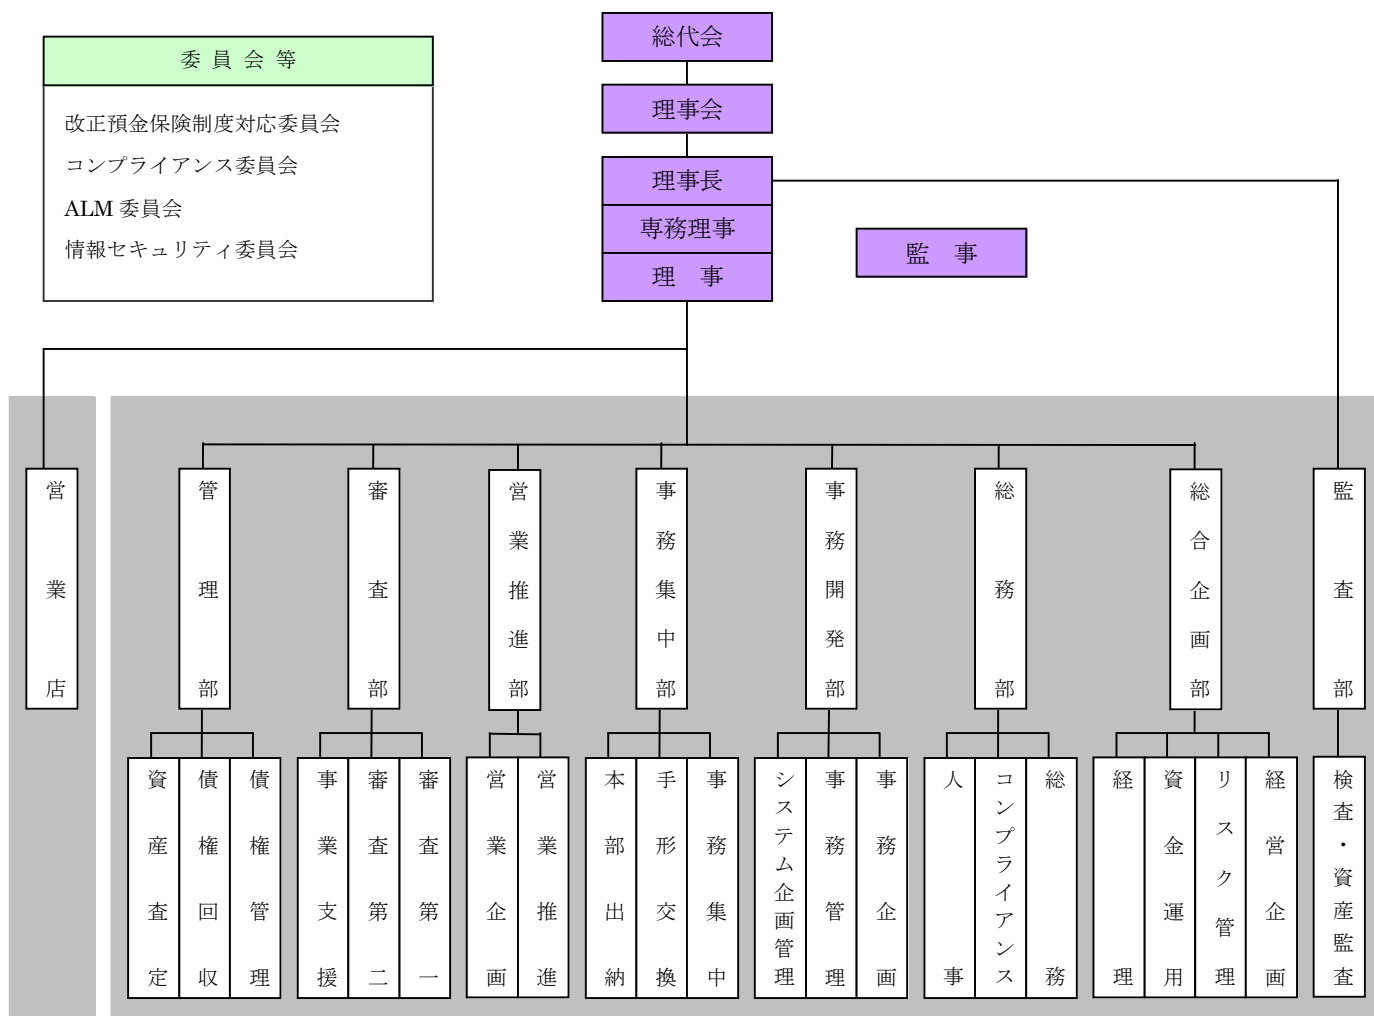 総代会
委員会等
理事会
改正預金保険制度対応委員会
コンプライアンス委員会
ALM 委員会
情報セキュリティ委員会
理事長
専務理事
理　事
監　事
営業店
管理部
審査部
営業推進部
事務集中部
事務開発部
総務部
総合企画部
監査部
資産査定
債権回収
債権管理
事業支援
審査第二
審査第一
営業企画
営業推進
本部出納
手形交換
事務集中
システム企画管理
事務管理
事務企画
人事
コンプライアンス
総務
経理
資金運用
リスク管理
経営企画
検査・資産監査